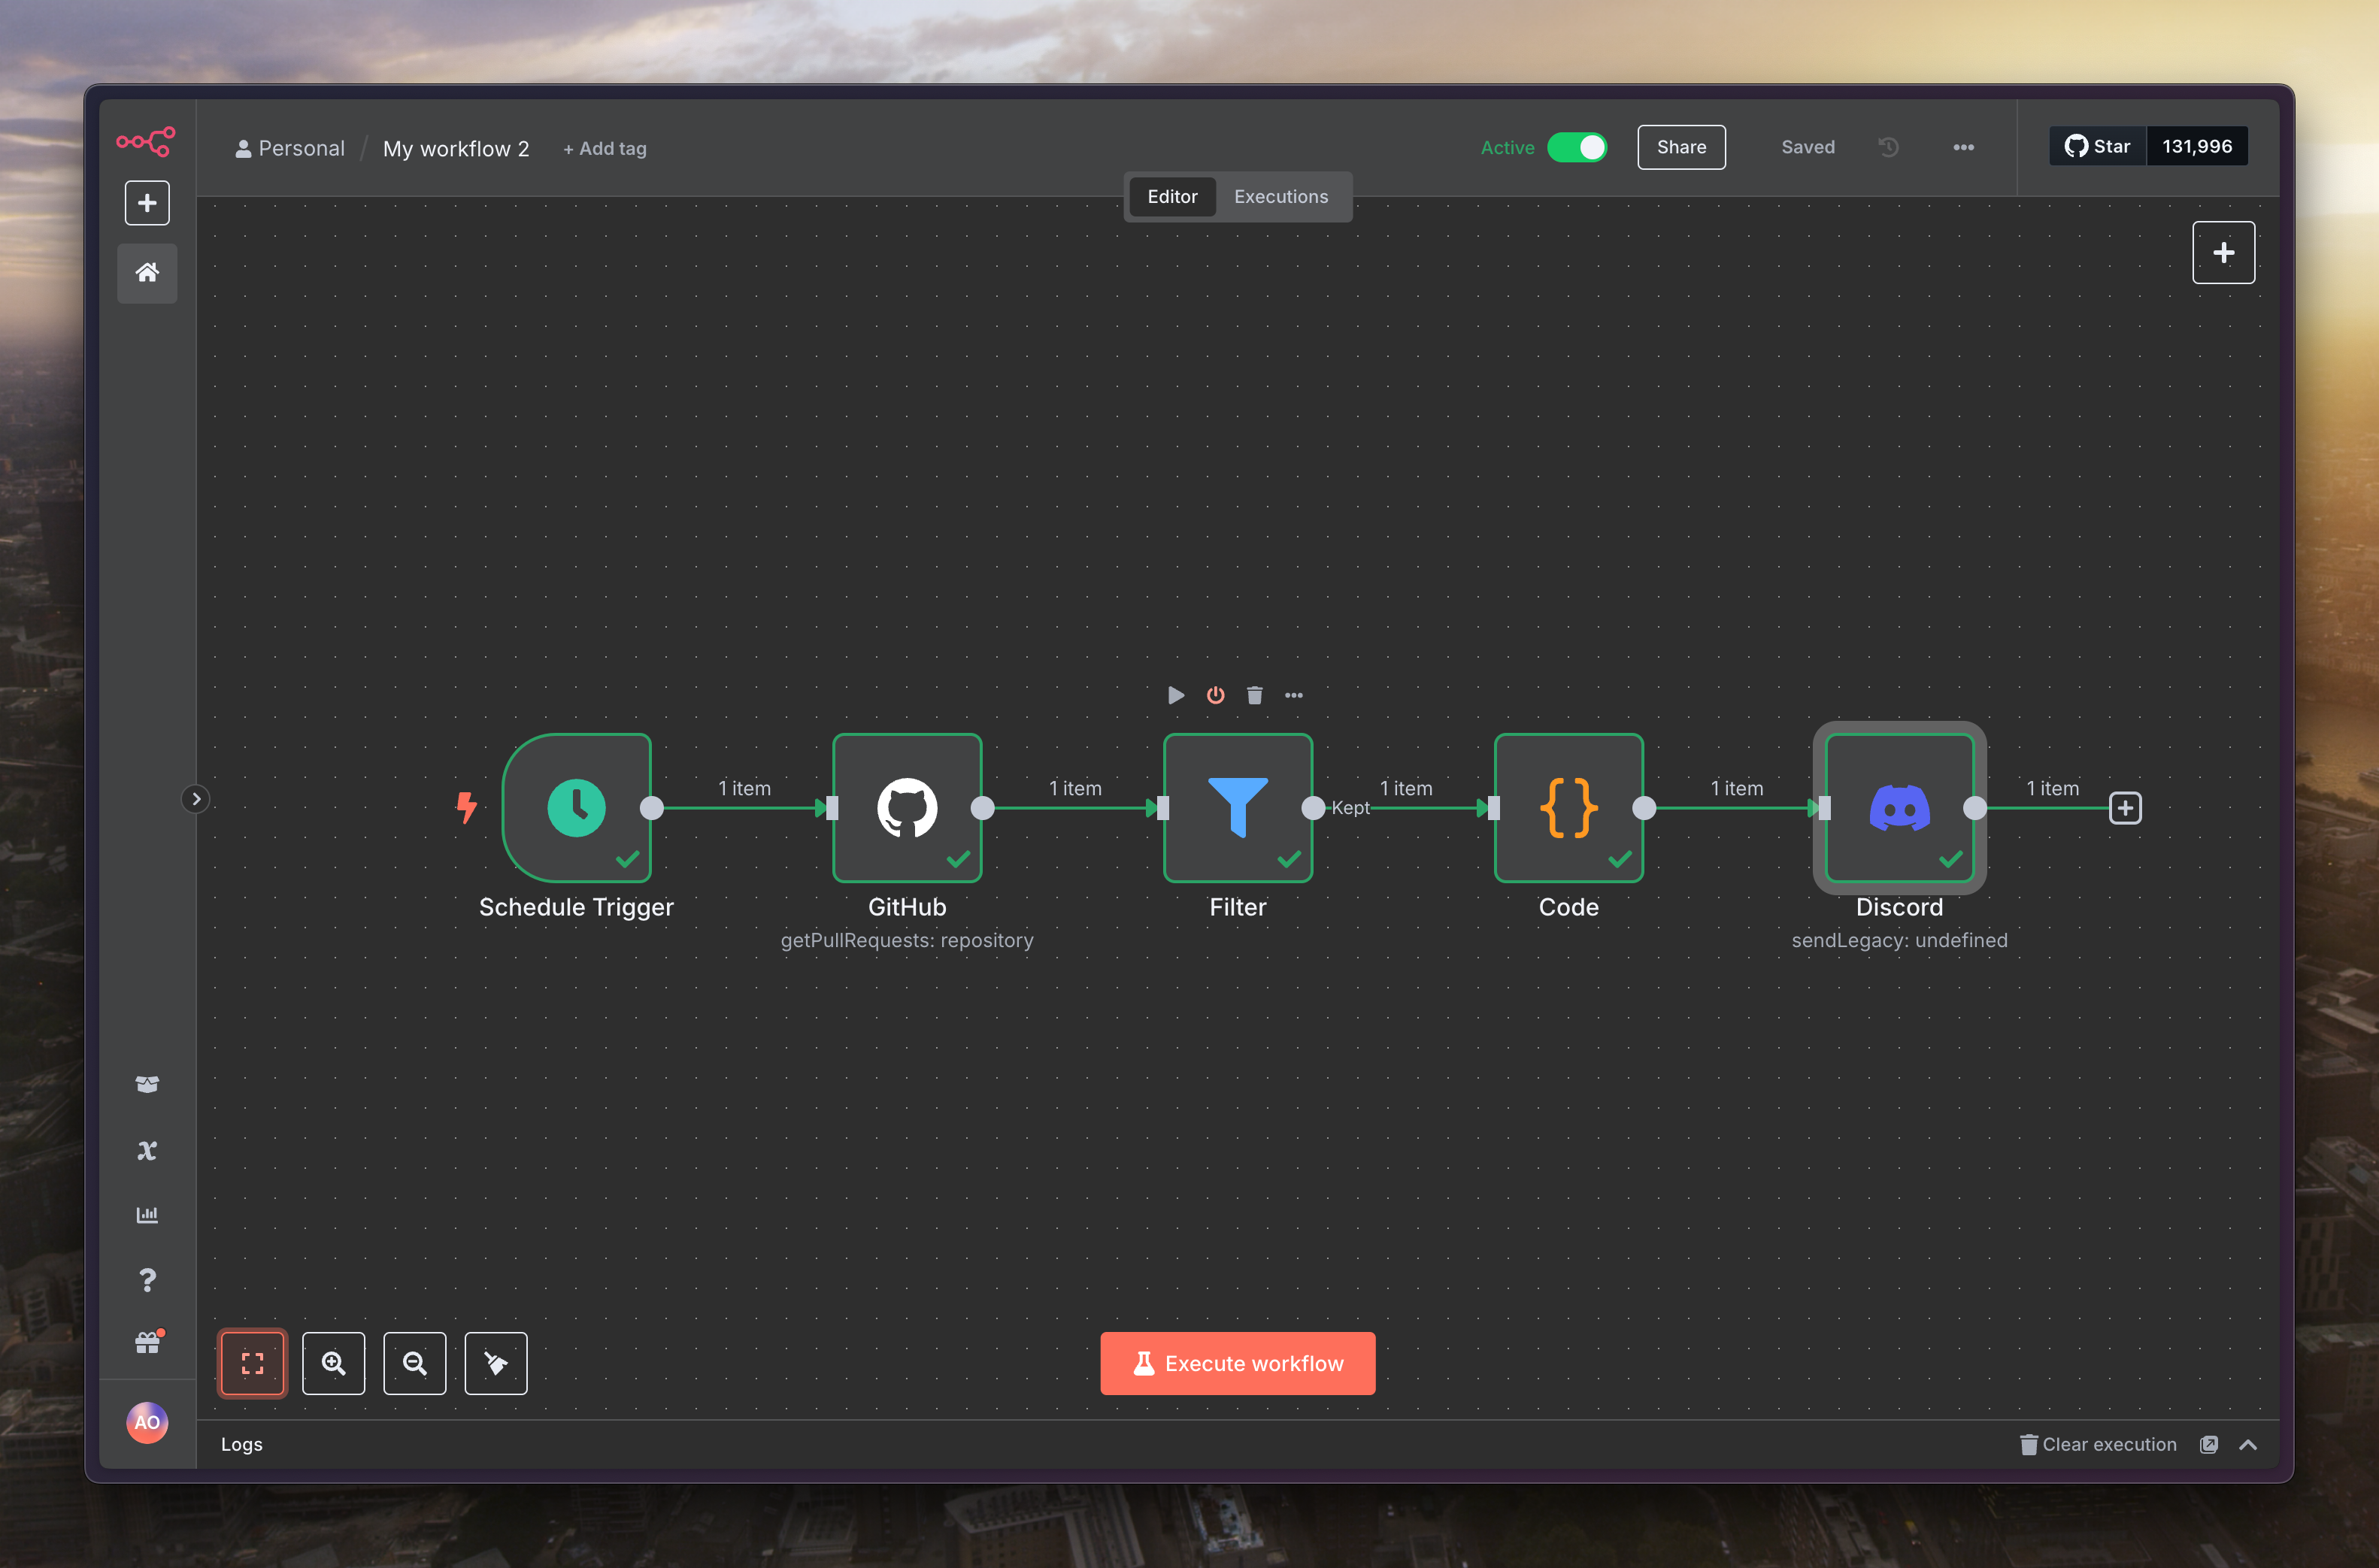 Personal / My workflow 2 + Add tag
Active Share Saved Star 131,996
Editor Executions
1 item 1 item Kept 1 item 1 item 1 item
{}
Schedule Trigger GitHub Filter Code Discord
getPullRequests: repository sendLegacy: undefined
x
?
Execute workflow
AO
Logs Clear execution